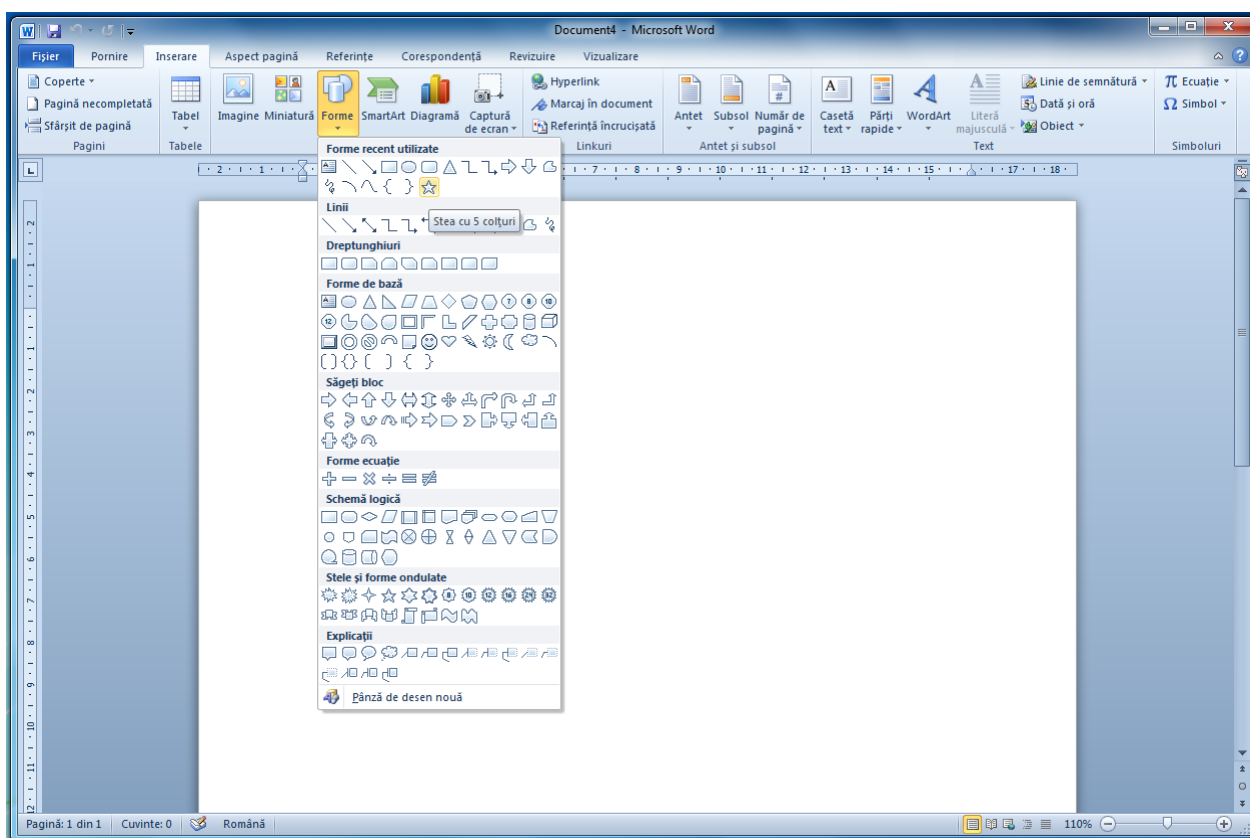 Document4 - Microsoft Word
Fișier Pornire Inserare Aspect pagină Referințe Corespondență Revizuire Vizualizare
Coperte
Pagină necompletată
Sfârșit de pagină
Pagini
Tabel
Tabele
Imagine Miniatură Forme SmartArt Diagramă Captură de ecran
Hyperlink
Marcaj în document
Referință încrucișată
Linkuri
Antet Subsol Număr de pagină
Antet și subsol
Casetă text Părți rapide WordArt Literă majusculă
Linie de semnătură
Dată și oră
Obiect
Text
Ecuație
Simbol
Simboluri
Forme recent utilizate
Stea cu 5 colțuri
Linii
Dreptunghiuri
Forme de bază
Săgeți bloc
Forme ecuație
Schemă logică
Stele și forme ondulate
Explicații
Pânză de desen nouă
Pagină: 1 din 1 Cuvinte: 0 Română 110%